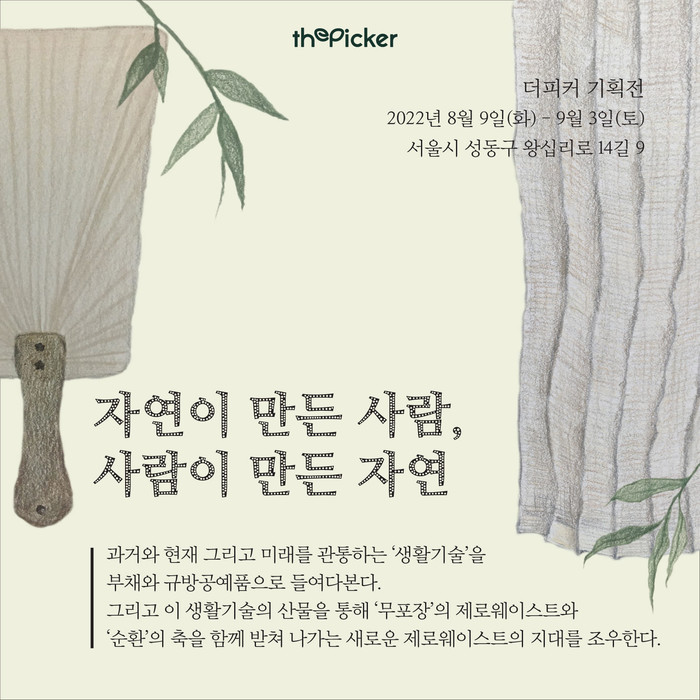 thePicker
더피커 기획전
2022년 8월 9일(화) – 9월 3일(토)
서울시 성동구 왕십리로 14길 9
자연이 만든 사람,
사람이 만든 자연
과거와 현재 그리고 미래를 관통하는 ‘생활기술’을
부채와 규방공예품으로 들여다본다.
그리고 이 생활기술의 산물을 통해 ‘무포장’의 제로웨이스트와
‘순환’의 축을 함께 받쳐 나가는 새로운 제로웨이스트의 지대를 조우한다.